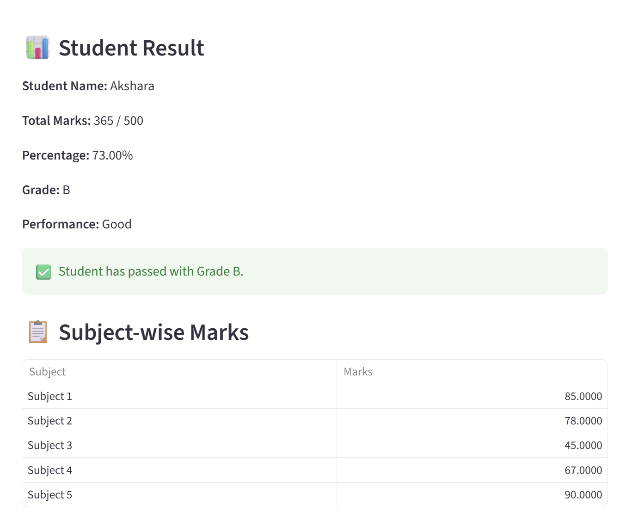 Student Result
Student Name: Akshara
Total Marks: 365 / 500
Percentage: 73.00%
Grade: B
Performance: Good
Student has passed with Grade B.
Subject-wise Marks
Subject Marks
Subject 1 85.0000
Subject 2 78.0000
Subject 3 45.0000
Subject 4 67.0000
Subject 5 90.0000